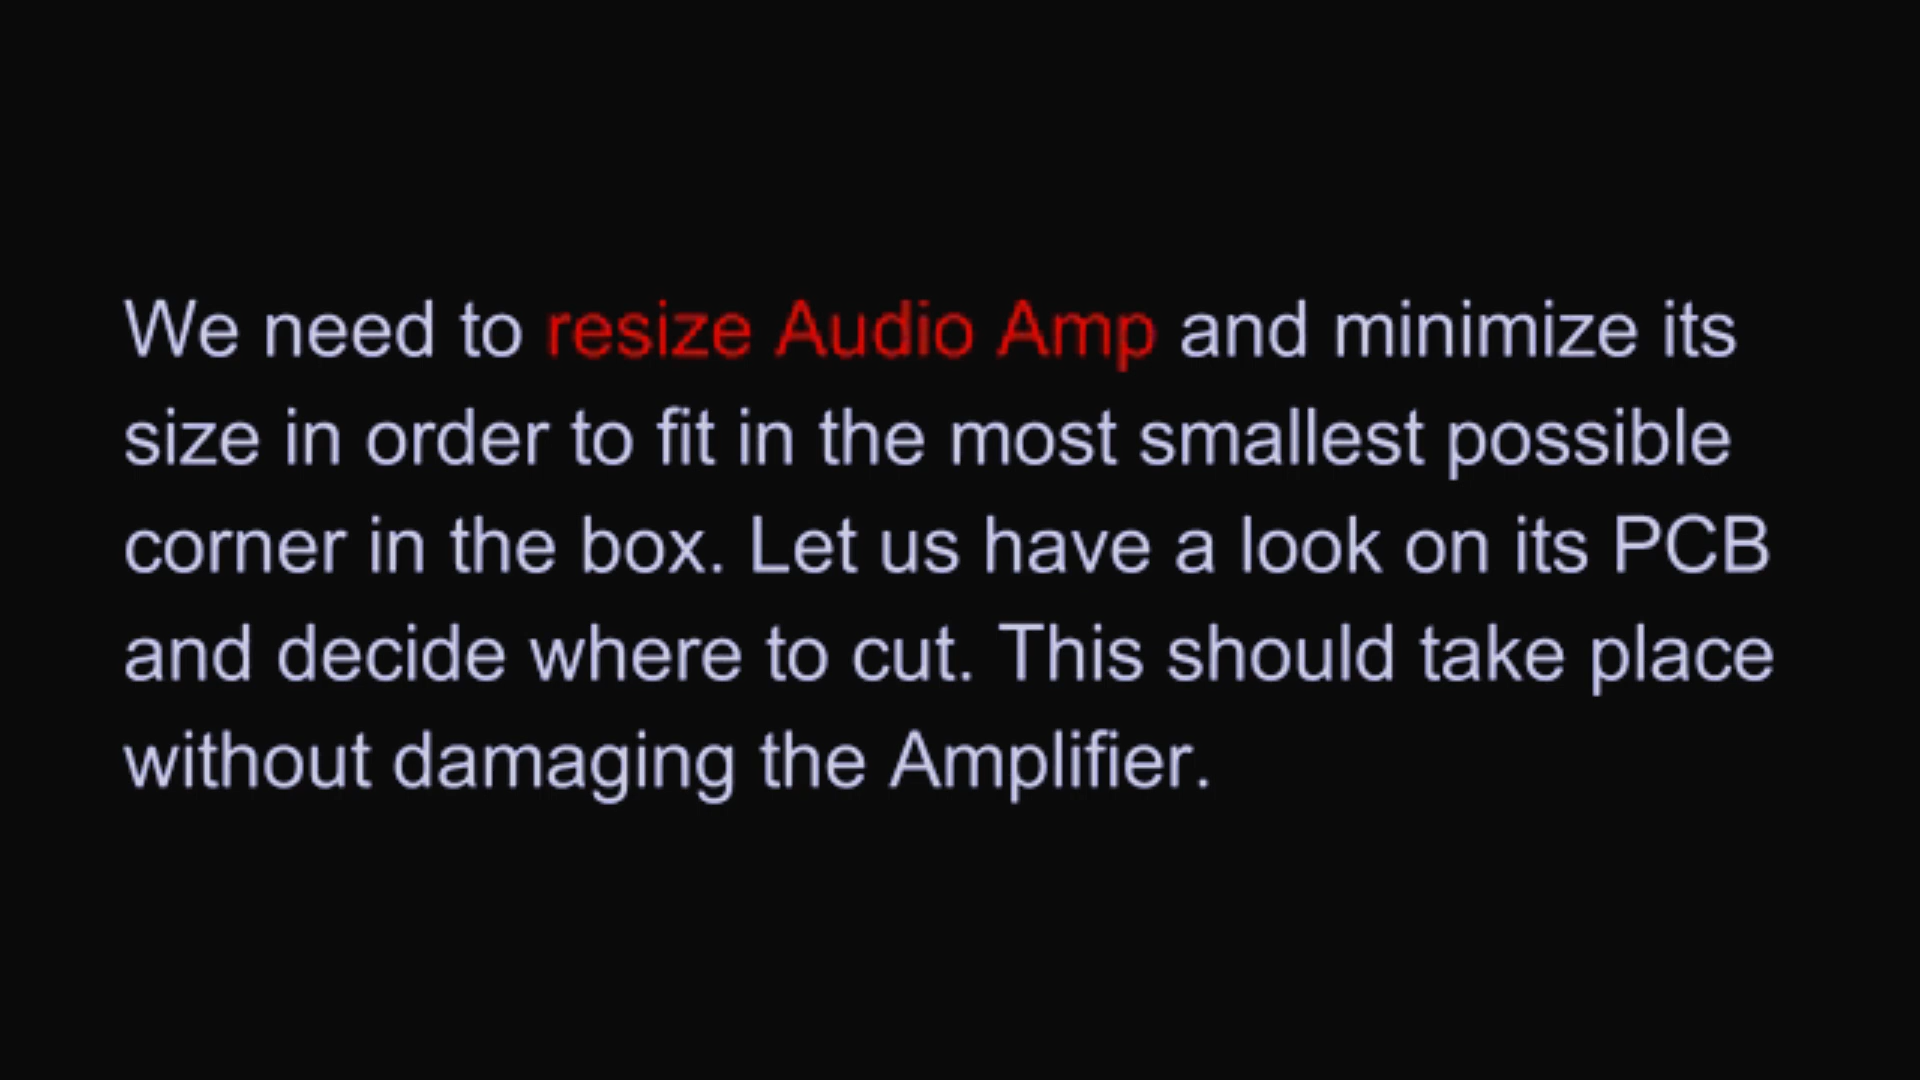 We need to resize Audio Amp and minimize its
size in order to fit in the most smallest possible
corner in the box. Let us have a look on its PCB
and decide where to cut. This should take place
without damaging the Amplifier.